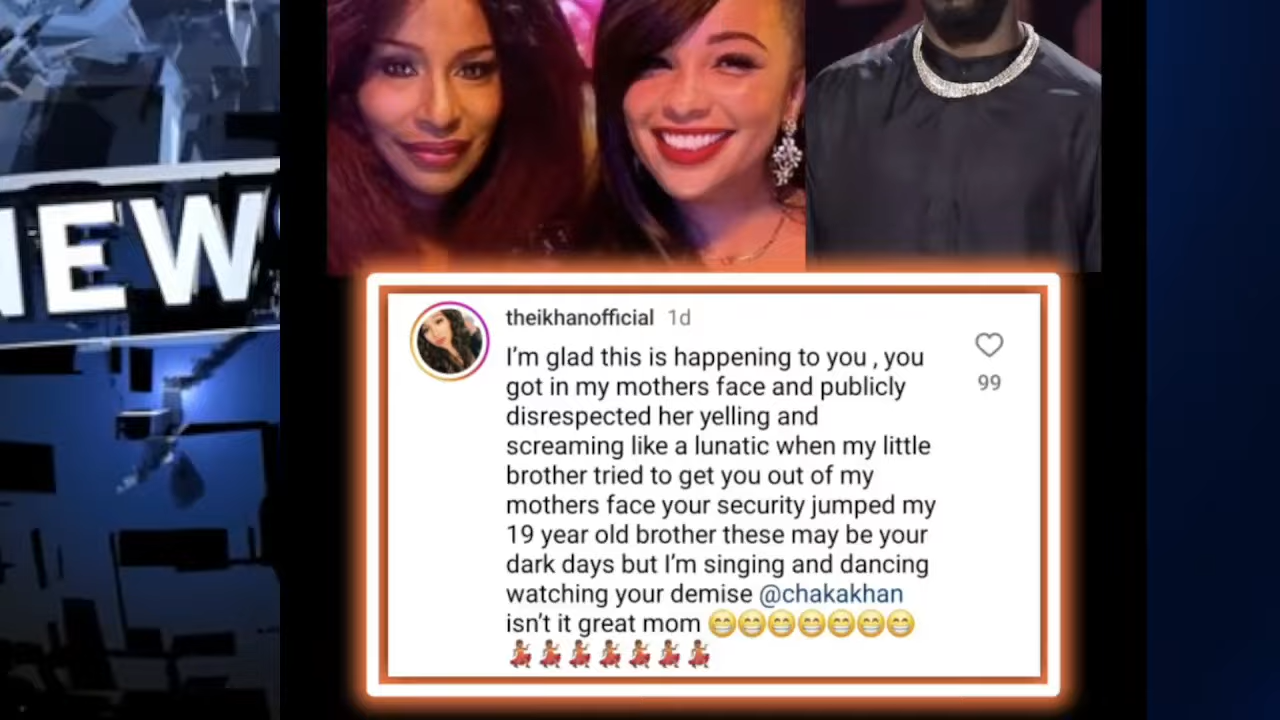 NEW
theikhanofficial 1d
I'm glad this is happening to you , you
got in my mothers face and publicly
disrespected her yelling and
screaming like a lunatic when my little
brother tried to get you out of my
mothers face your security jumped my
19 year old brother these may be your
dark days but I'm singing and dancing
watching your demise @chakakhan
isn't it great mom 😁😁😁😁😁😁😁
💃🏾💃🏾💃🏾💃🏾💃🏾💃🏾💃🏾
99